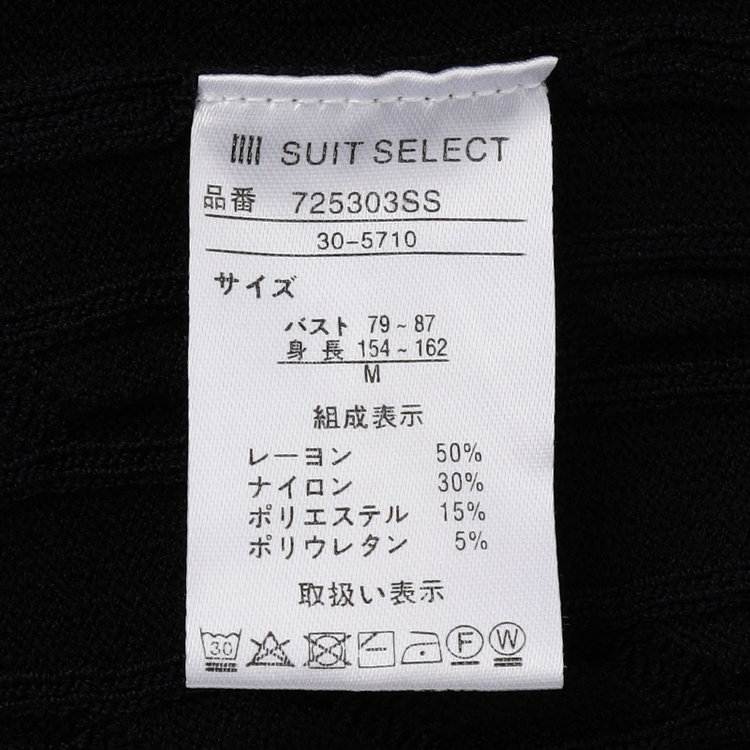 SUIT SELECT
品番 725303SS
30-5710
サイズ
バスト 79~87
身長 154~162
M
組成表示
レーヨン 50%
ナイロン 30%
ポリエステル 15%
ポリウレタン 5%
取扱い表示
30 F W